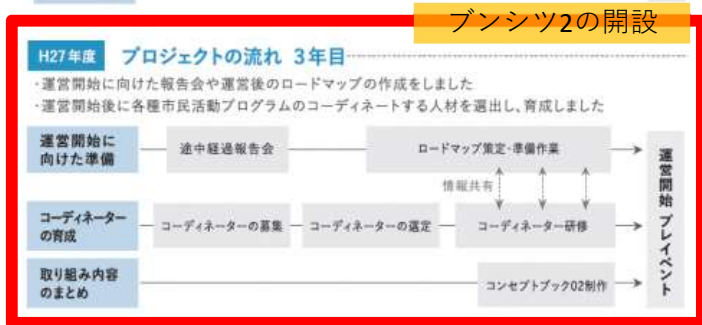 ブンシツ2の開設
H27年度 プロジェクトの流れ 3年目
・運営開始に向けた報告会や運営後のロードマップの作成をしました
・運営開始後に各種市民活動プログラムのコーディネートする人材を選出し、育成しました
運営開始に
向けた準備
途中経過報告会
ロードマップ策定・準備作業
情報共有
コーディネーター
の育成
コーディネーターの募集
コーディネーターの選定
コーディネーター研修
取り組み内容
のまとめ
コンセプトブック02制作
運営開始 プレイベント